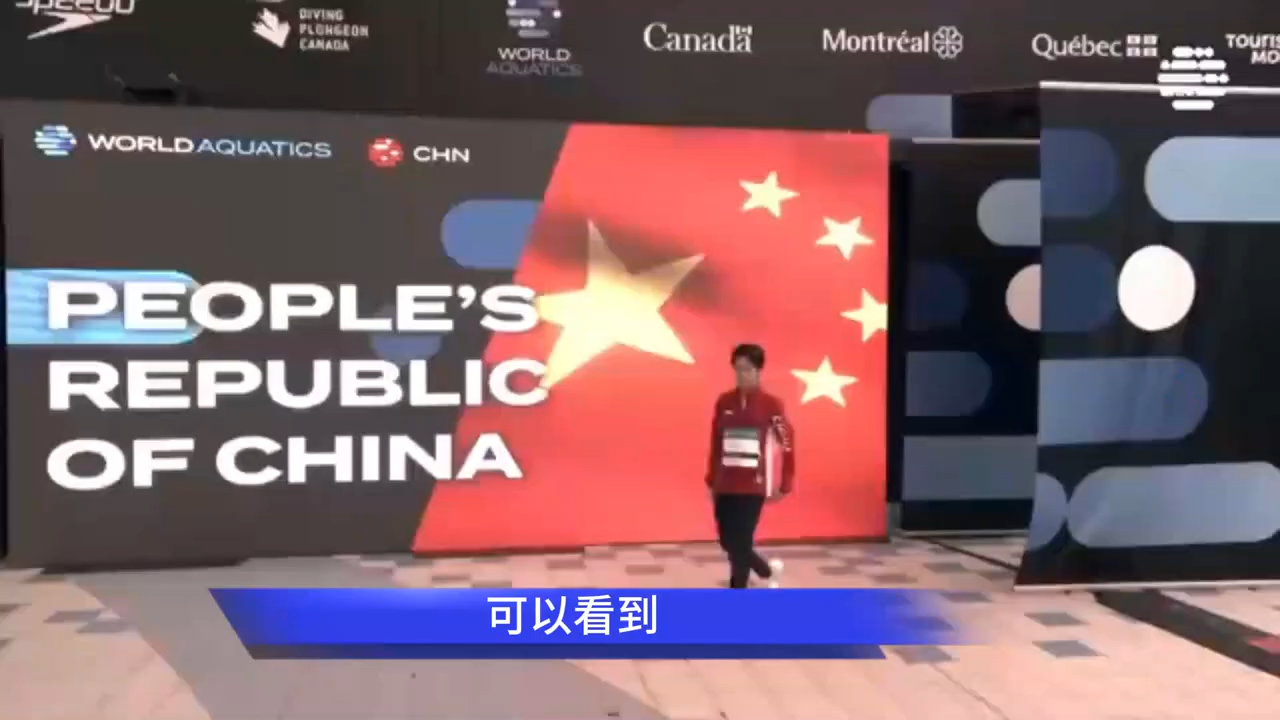 speedo
DIVING
PLONGEON
CANADA
WORLD
AQUATICS
Canada
Montréal
Québec
WORLD AQUATICS
CHN
PEOPLE'S
REPUBLIC
OF CHINA
可以看到